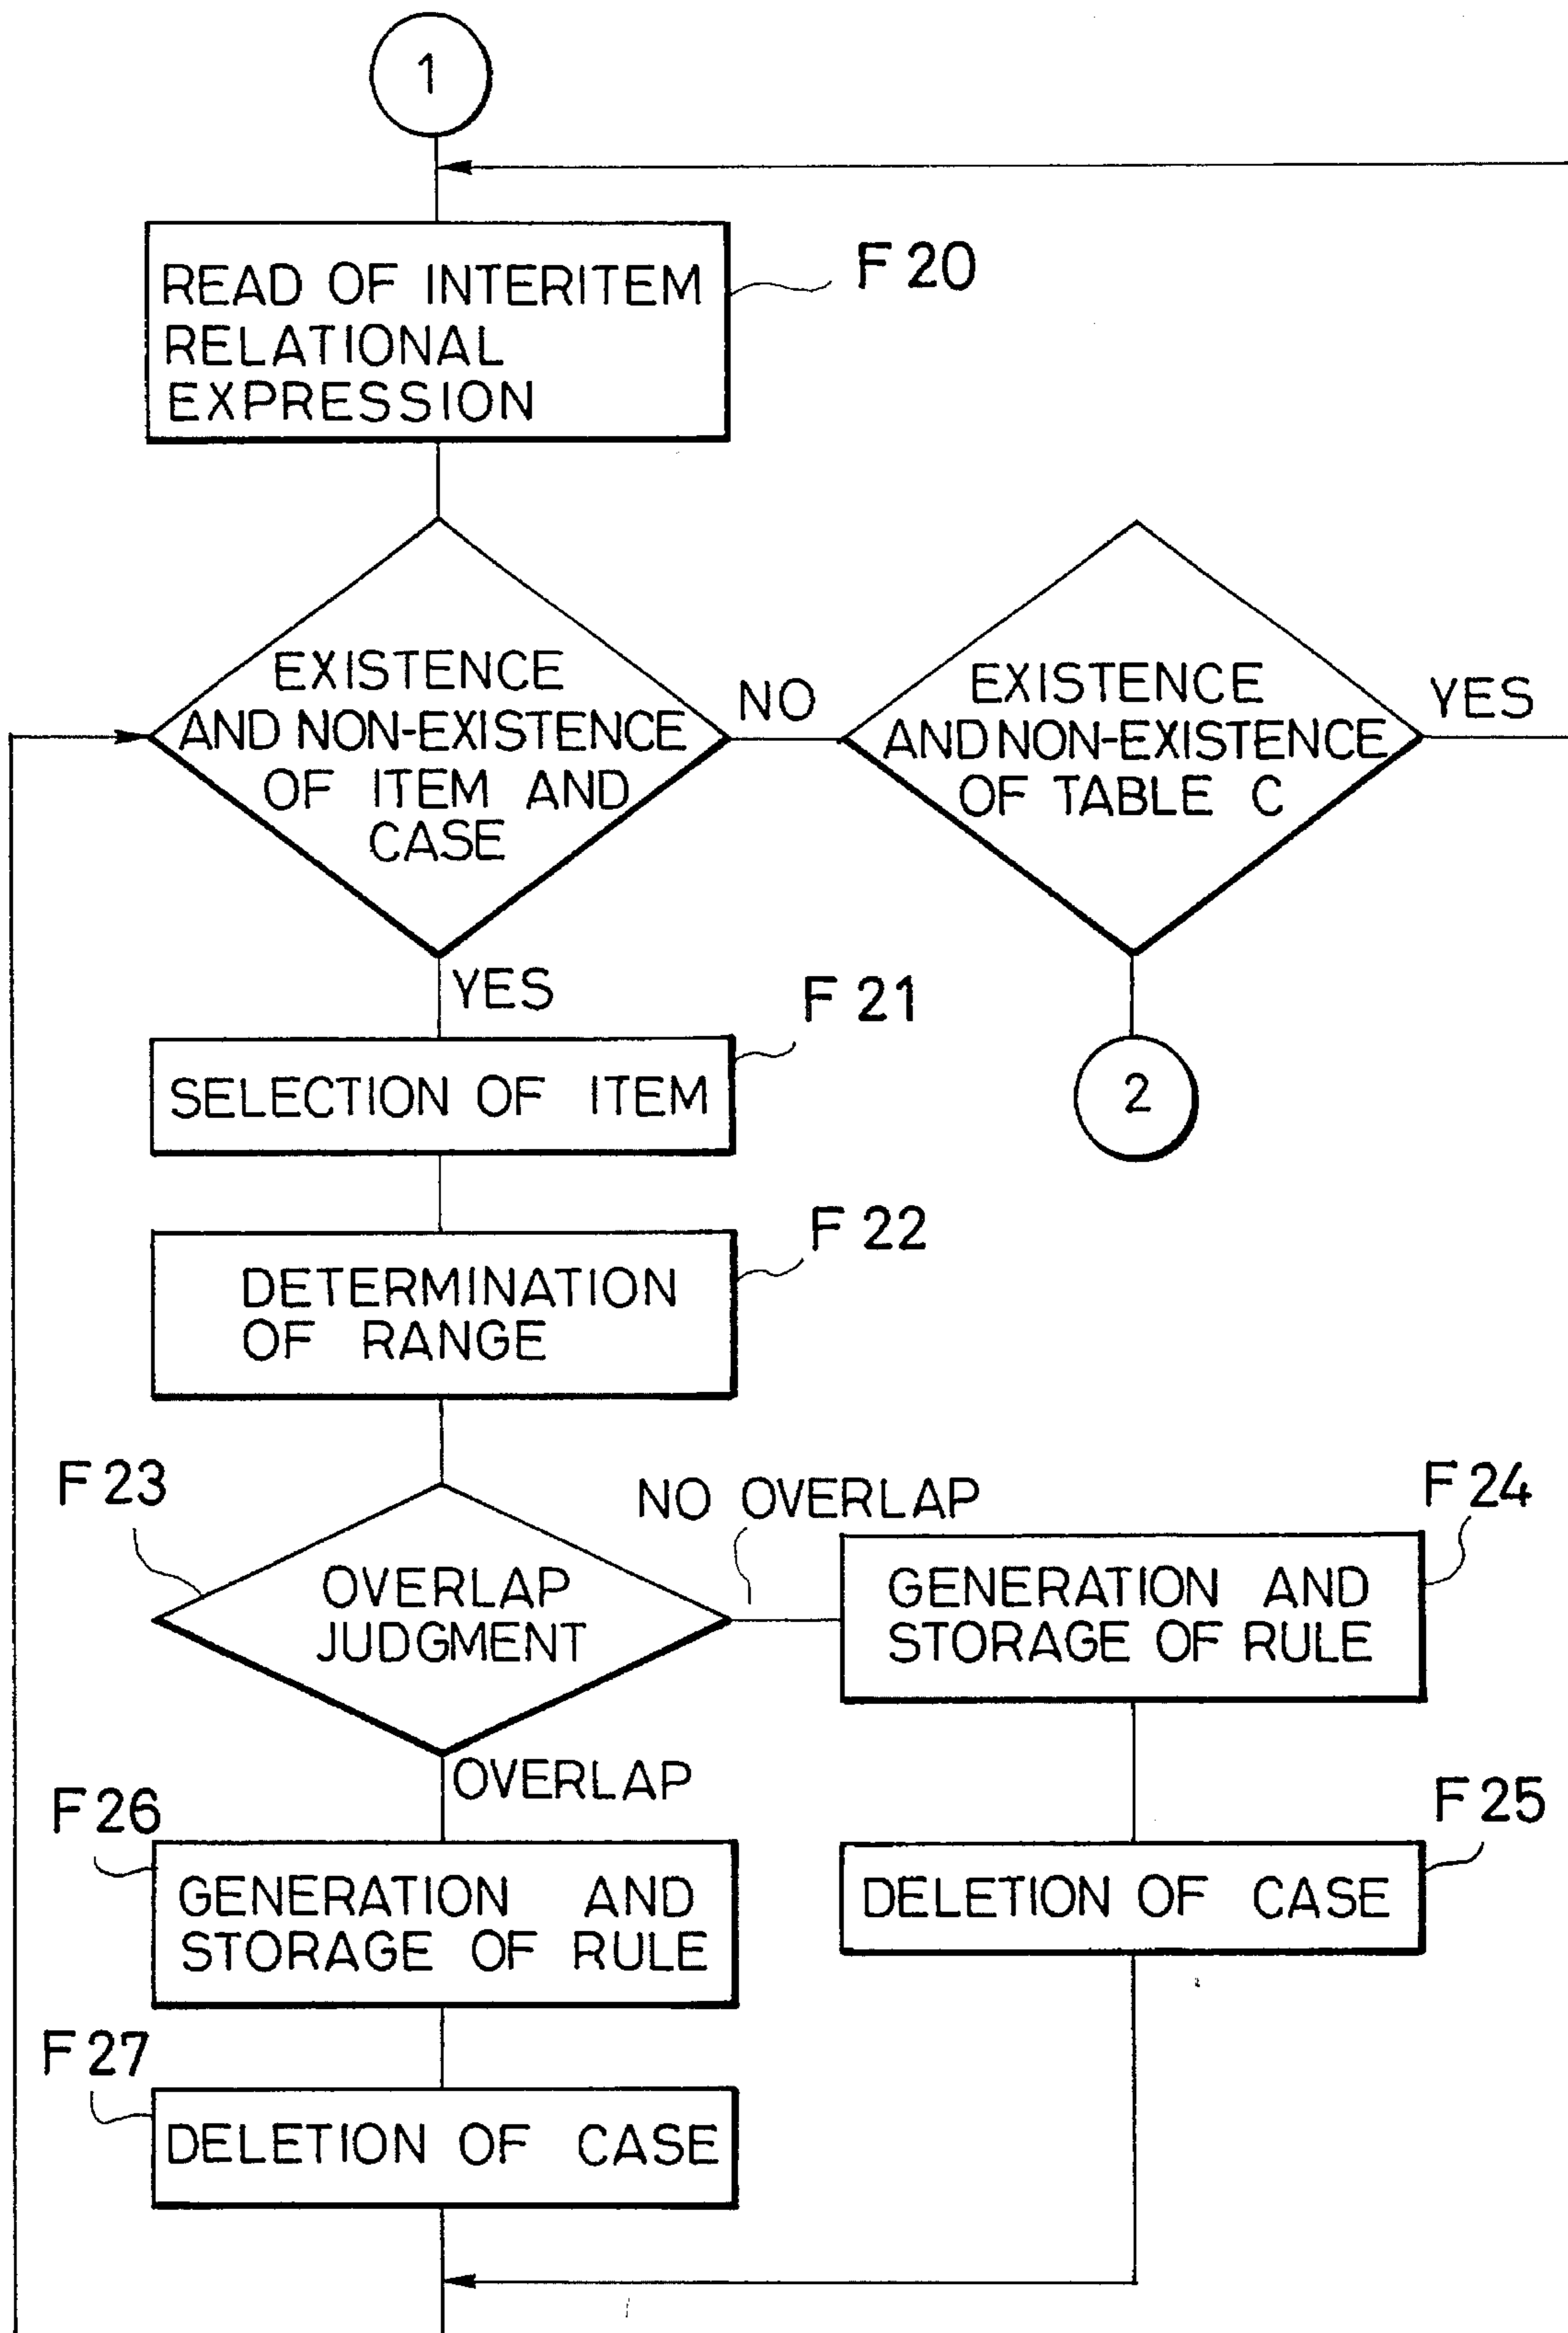 1
READ OF INTERITEM
RELATIONAL
EXPRESSION
F20
EXISTENCE
AND NON-EXISTENCE
OF ITEM AND
CASE
NO
EXISTENCE
AND NON-EXISTENCE
OF TABLE C
YES
YES
F21
SELECTION OF ITEM
2
F22
DETERMINATION
OF RANGE
F23
NO OVERLAP
F24
OVERLAP
JUDGMENT
GENERATION AND
STORAGE OF RULE
OVERLAP
F26
F25
GENERATION AND
STORAGE OF RULE
DELETION OF CASE
F27
DELETION OF CASE